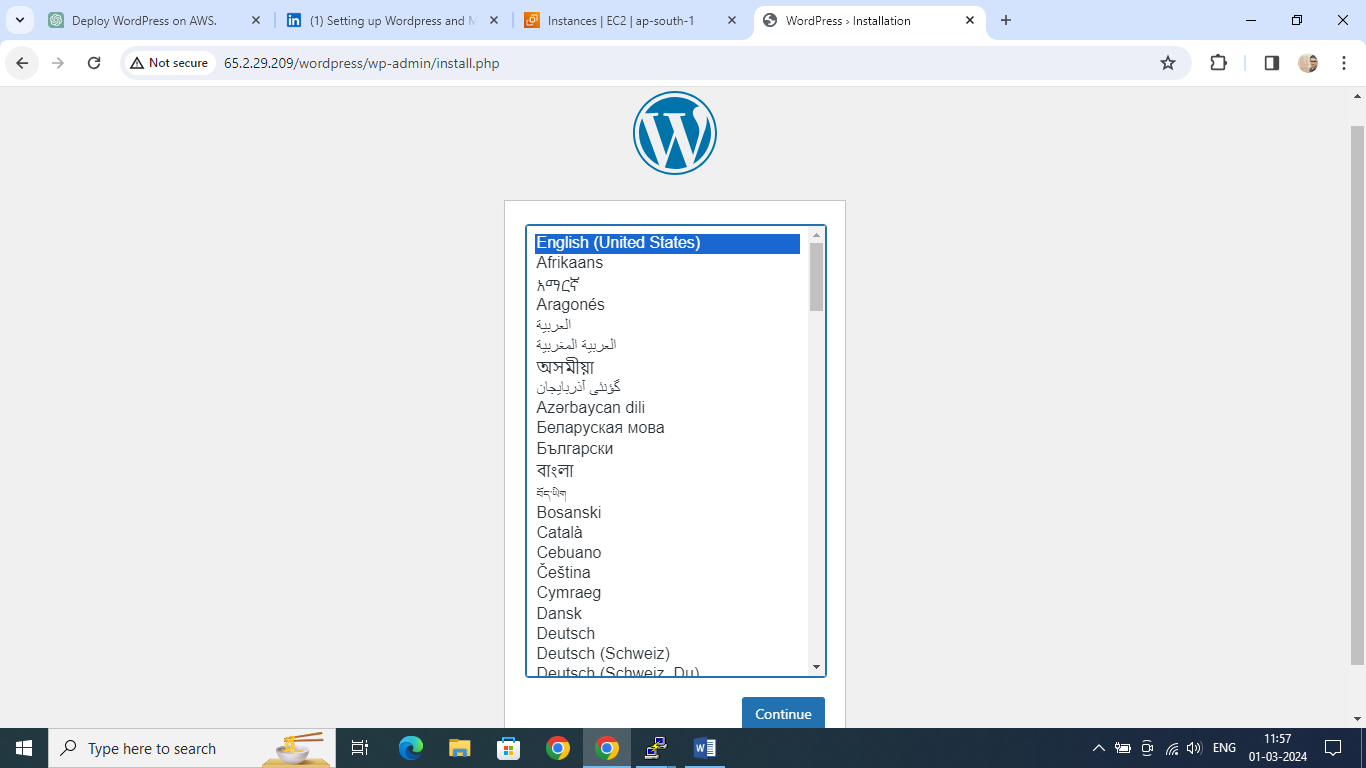 Deploy WordPress on AWS.
(1) Setting up Wordpress and M
Instances | EC2 | ap-south-1
WordPress › Installation
Not secure
65.2.29.209/wordpress/wp-admin/install.php
English (United States)
Afrikaans
አማርኛ
Aragonés
العربية
العربية المغربية
অসমীয়া
گؤنئی آذربایجان
Azərbaycan dili
Беларуская мова
Български
বাংলা
བོད་ཡིག
Bosanski
Català
Cebuano
Čeština
Cymraeg
Dansk
Deutsch
Deutsch (Schweiz)
Deutsch (Schweiz, Du)
Continue
Type here to search
ENG
11:57
01-03-2024